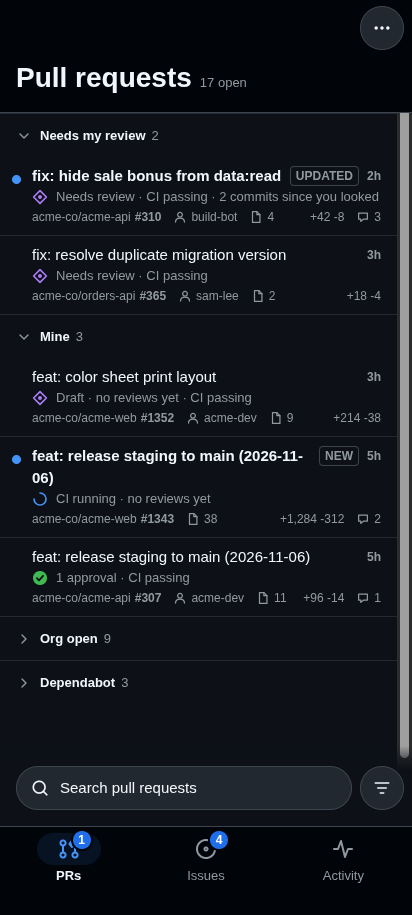 Pull requests 17 open
Needs my review 2
fix: hide sale bonus from data:read UPDATED 2h
Needs review · CI passing · 2 commits since you looked
acme-co/acme-api #310 build-bot 4 +42 -8 3
fix: resolve duplicate migration version 3h
Needs review · CI passing
acme-co/orders-api #365 sam-lee 2 +18 -4
Mine 3
feat: color sheet print layout 3h
Draft · no reviews yet · CI passing
acme-co/acme-web #1352 acme-dev 9 +214 -38
feat: release staging to main (2026-11- NEW 5h
06)
CI running · no reviews yet
acme-co/acme-web #1343 38 +1,284 -312 2
feat: release staging to main (2026-11-06) 5h
1 approval · CI passing
acme-co/acme-api #307 acme-dev 11 +96 -14 1
Org open 9
Dependabot 3
Search pull requests
1 4
PRs Issues Activity